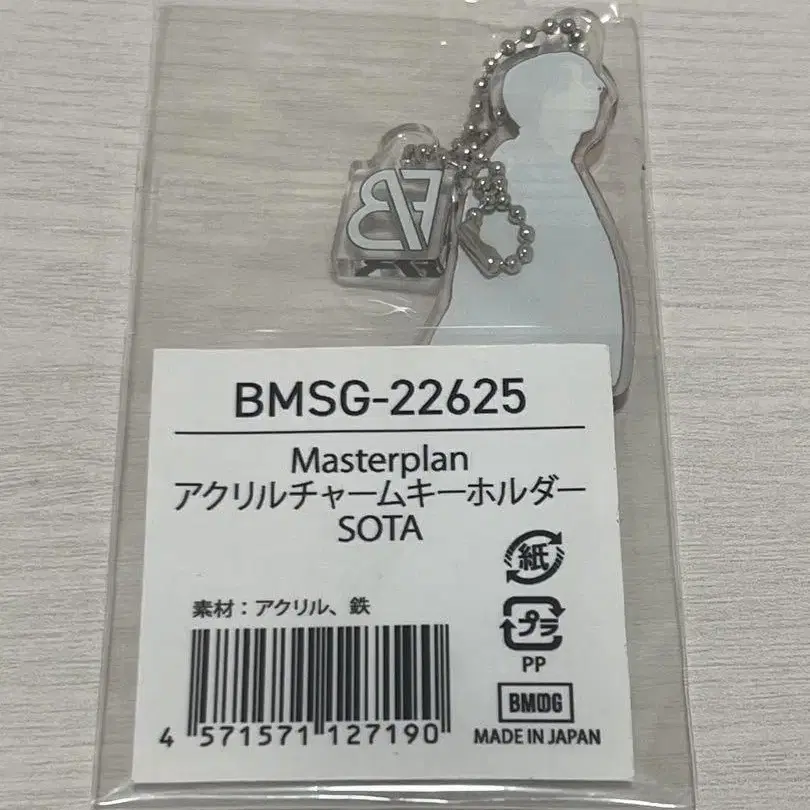 BMSG-22625
Masterplan
アクリルチャームキーホルダー
SOTA
紙
プラ
PP
素材：アクリル、鉄
4 571571 127190
BMSG
MADE IN JAPAN